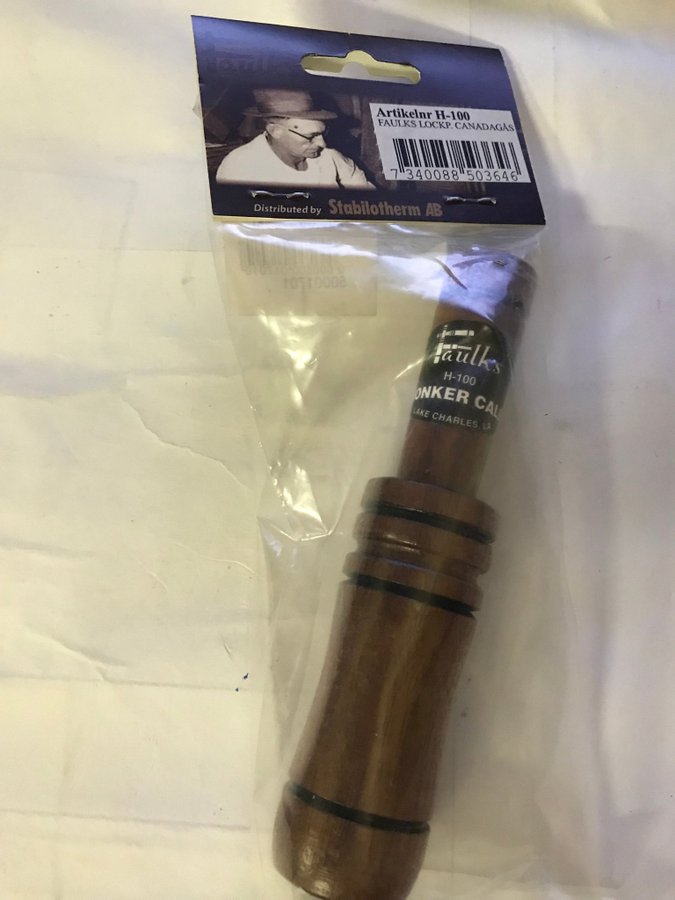 Artikelnr H-100
FAULKS LOCKP. CANADAGÅS
7 340088 503646
Distributed by Stabilotherm AB
50001701
Faulks
H-100
ONKER CAL
LAKE CHARLES, LA.